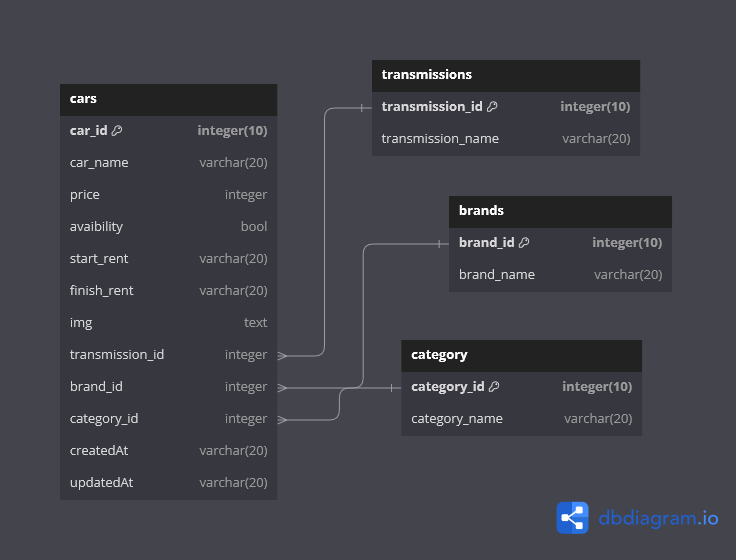 cars
car_id integer(10)
car_name varchar(20)
price integer
avaibility bool
start_rent varchar(20)
finish_rent varchar(20)
img text
transmission_id integer
brand_id integer
category_id integer
createdAt varchar(20)
updatedAt varchar(20)
transmissions
transmission_id integer(10)
transmission_name varchar(20)
brands
brand_id integer(10)
brand_name varchar(20)
category
category_id integer(10)
category_name varchar(20)
dbdiagram.io